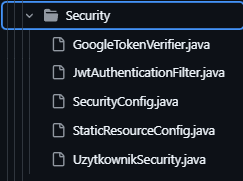 Security
GoogleTokenVerifier.java
JwtAuthenticationFilter.java
SecurityConfig.java
StaticResourceConfig.java
UzytkownikSecurity.java